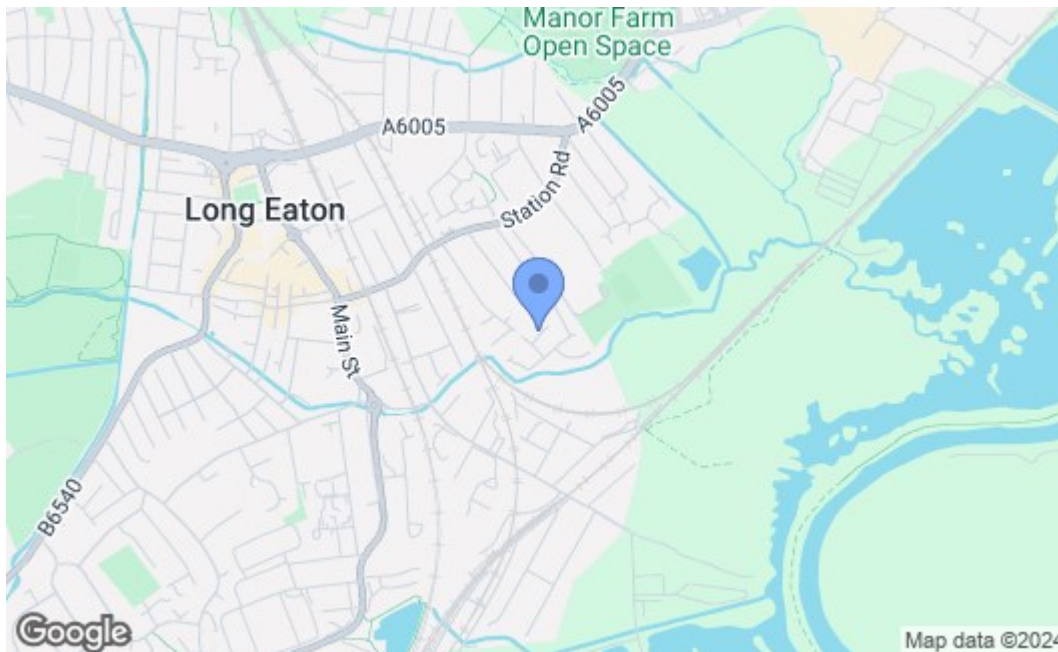 Manor Farm
Open Space
A6005
A6005
Station Rd
Long Eaton
Main St
B6540
Google
Map data ©2024